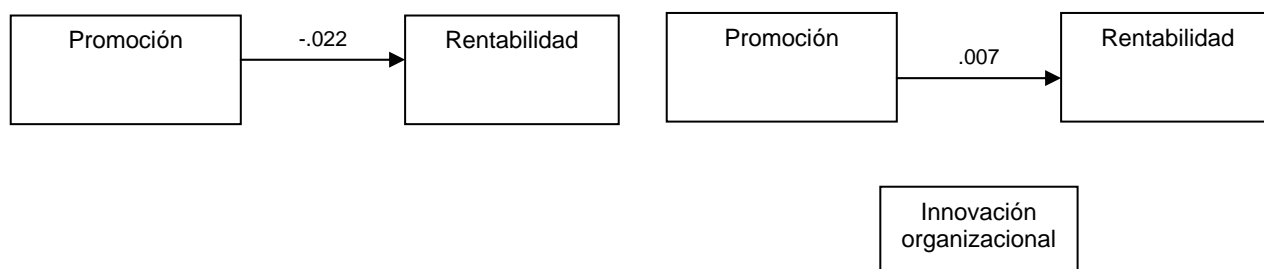 Promoción
-.022
Rentabilidad
Promoción
.007
Rentabilidad
Innovación
organizacional